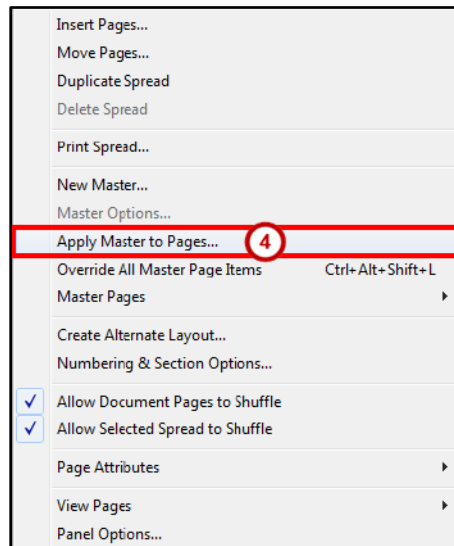 Insert Pages...
Move Pages...
Duplicate Spread
Delete Spread
Print Spread...
New Master...
Master Options...
Apply Master to Pages... 4
Override All Master Page Items Ctrl+Alt+Shift+L
Master Pages
Create Alternate Layout...
Numbering & Section Options...
Allow Document Pages to Shuffle
Allow Selected Spread to Shuffle
Page Attributes
View Pages
Panel Options...